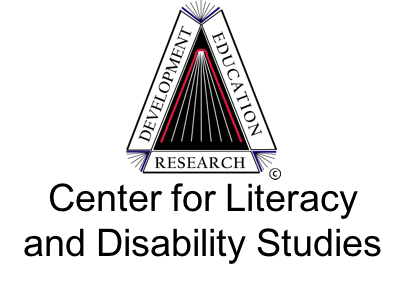 DEVELOPMENT
EDUCATION
RESEARCH
©
Center for Literacy
and Disability Studies